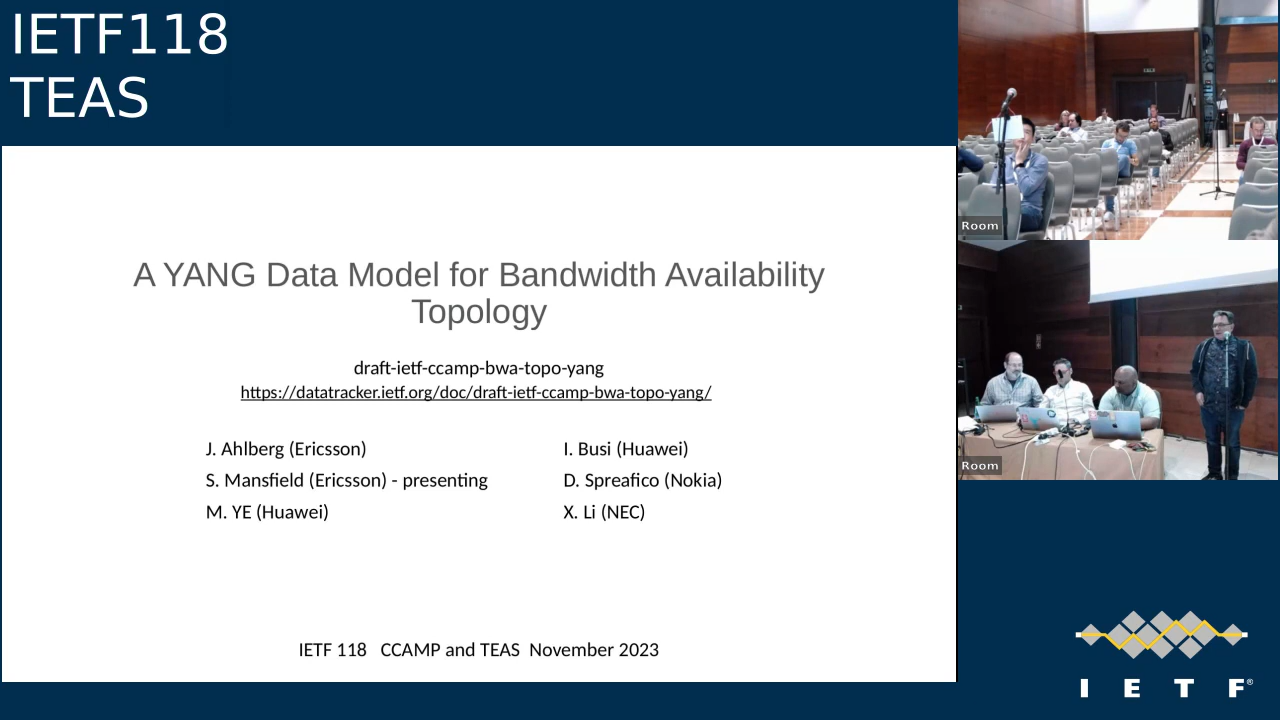 IETF118
TEAS
A YANG Data Model for Bandwidth Availability
Topology
draft-ietf-ccamp-bwa-topo-yang
https://datatracker.ietf.org/doc/draft-ietf-ccamp-bwa-topo-yang/
J. Ahlberg (Ericsson)
I. Busi (Huawei)
S. Mansfield (Ericsson) - presenting
D. Spreafico (Nokia)
M. YE (Huawei)
X. Li (NEC)
IETF 118 CCAMP and TEAS November 2023
Room
Room
I E T F®